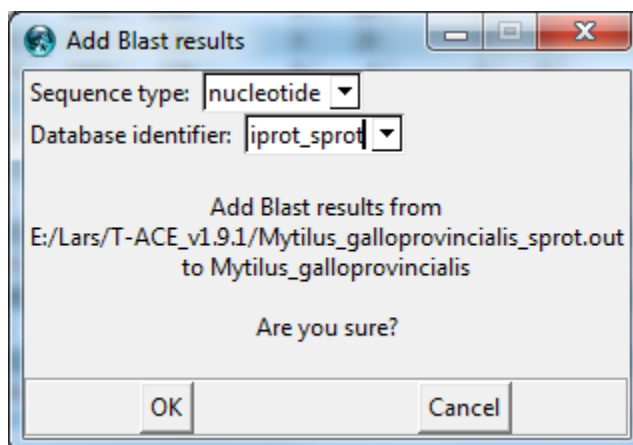 Add Blast results
Sequence type: nucleotide
Database identifier: iprot_sprot
Add Blast results from
E:/Lars/T-ACE_v1.9.1/Mytilus_galloprovincialis_sprot.out
to Mytilus_galloprovincialis
Are you sure?
OK Cancel